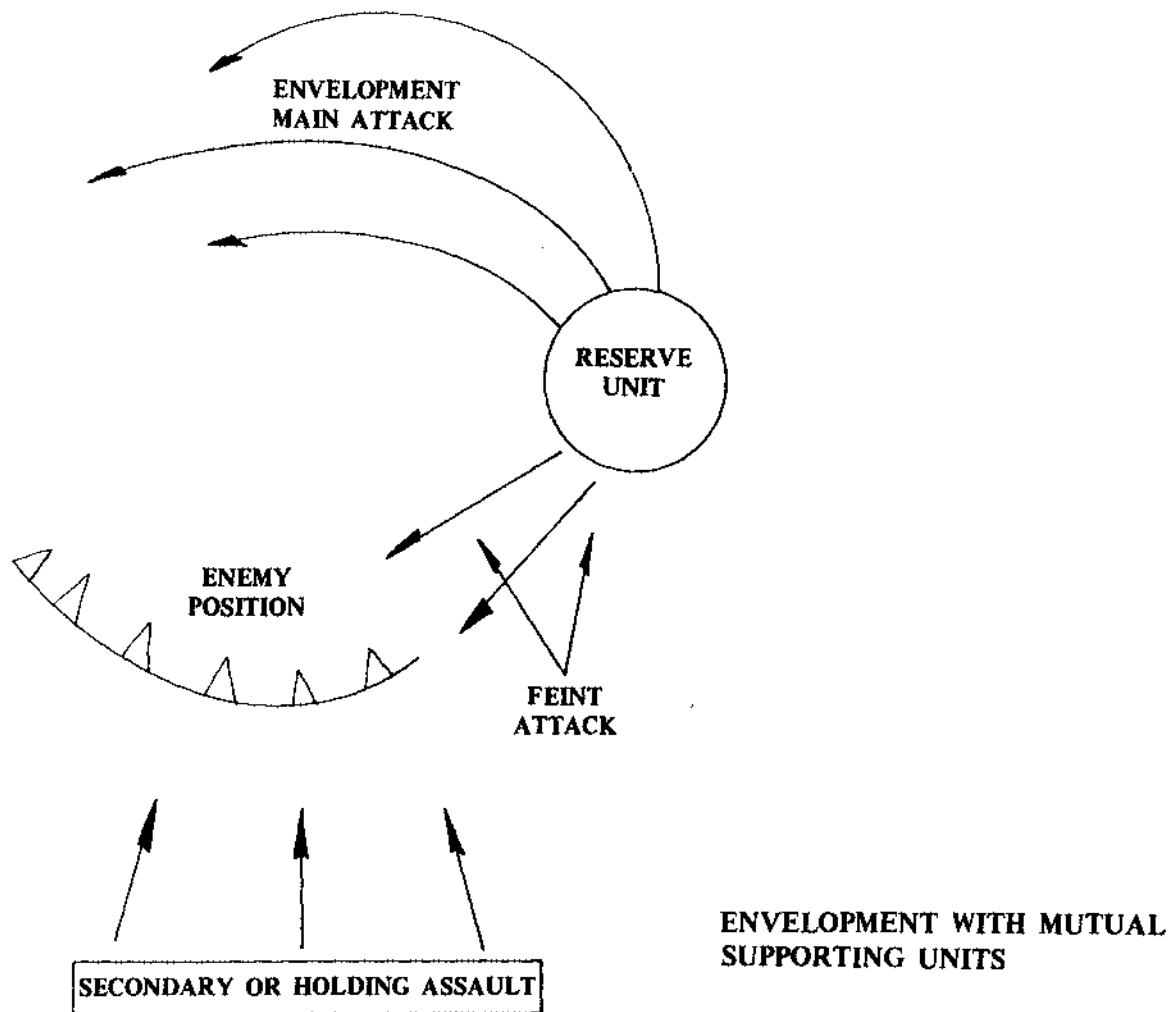 ENVELOPMENT
MAIN ATTACK
RESERVE
UNIT
ENEMY
POSITION
FEINT
ATTACK
SECONDARY OR HOLDING ASSAULT
ENVELOPMENT WITH MUTUAL
SUPPORTING UNITS